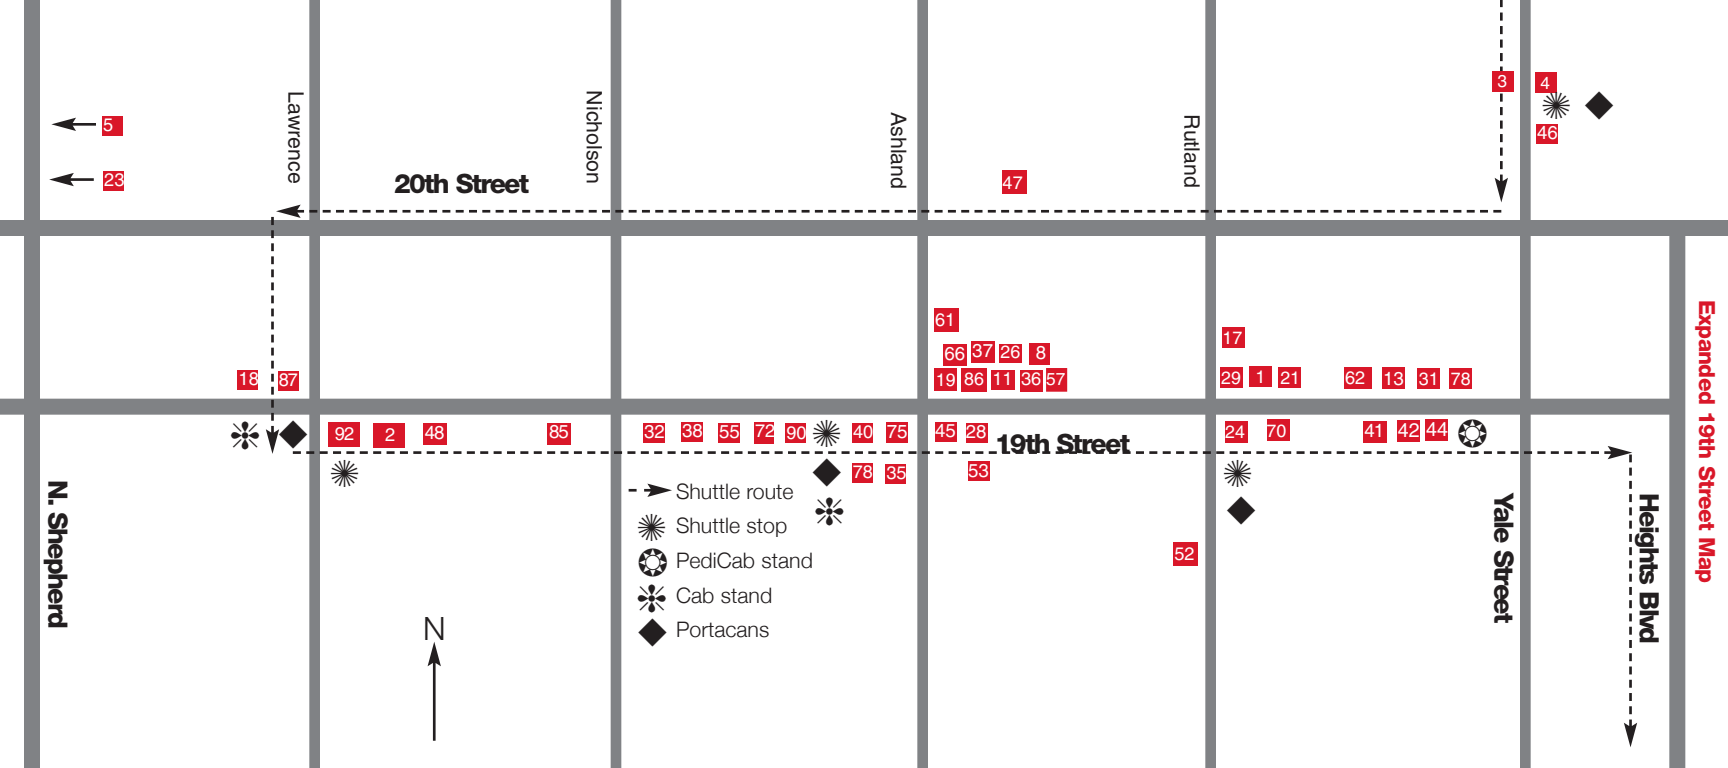 3
4
46
5
23
Lawrence
Nicholson
Ashland
Rutland
20th Street
47
61
66 37 26 8
19 86 11 36 57
17
29 1 21 62 13 31 78
18 87
92 2 48 85 32 38 55 72 90 40 75 45 28 24 70 41 42 44
19th Street
78 35 53
52
Shuttle route
Shuttle stop
PediCab stand
Cab stand
Portacans
N
N. Shepherd
Yale Street
Heights Blvd
Expanded 19th Street Map